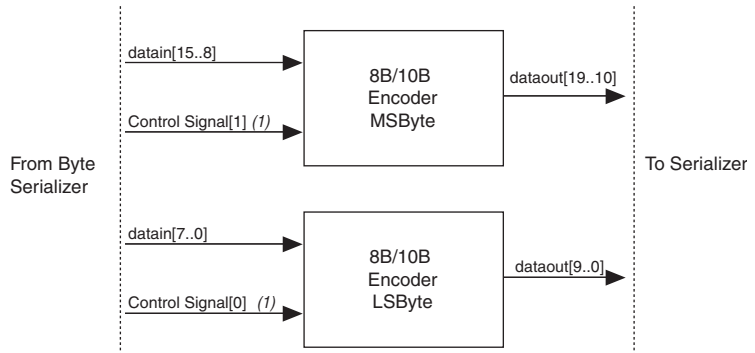 datain[15..8]
8B/10B
Encoder
MSByte
dataout[19..10]
Control Signal[1] (1)
From Byte
Serializer
To Serializer
datain[7..0]
8B/10B
Encoder
LSByte
dataout[9..0]
Control Signal[0] (1)